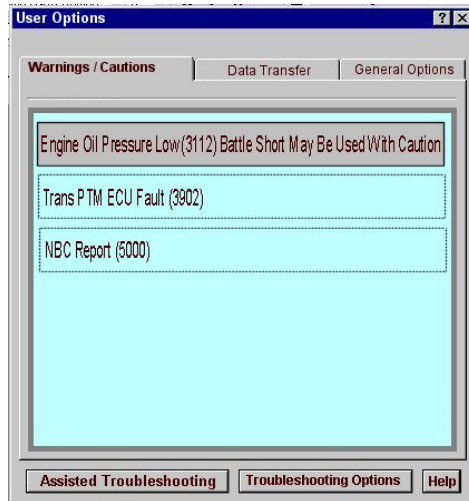 User Options
? X
Warnings / Cautions Data Transfer General Options
Engine Oil Pressure Low(3112) Battle Short May Be Used With Caution
Trans PTM ECU Fault (3902)
NBC Report (5000)
Assisted Troubleshooting Troubleshooting Options Help